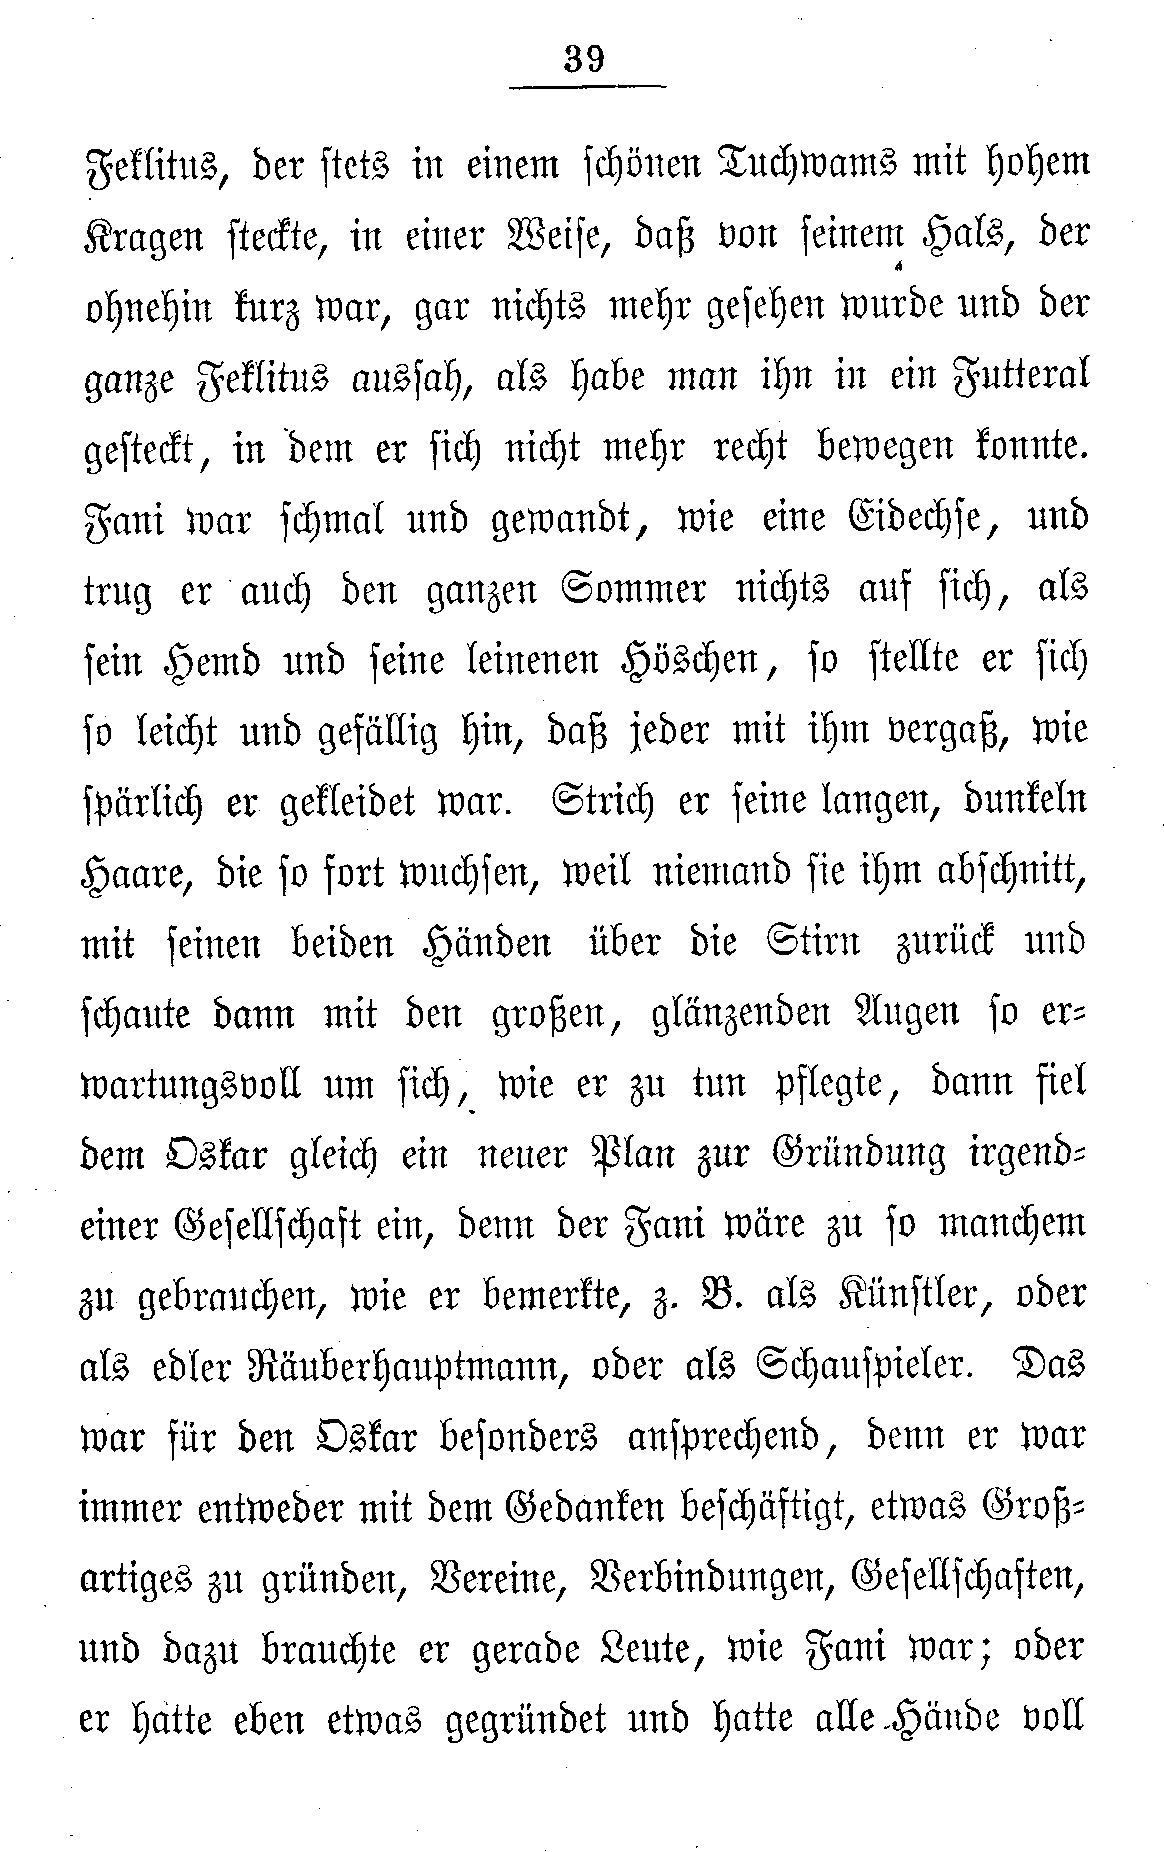 39
Feklitus, der stets in einem schönen Tuchwams mit hohem
Kragen steckte, in einer Weise, daß von seinem Hals, der
ohnehin kurz war, gar nichts mehr gesehen wurde und der
ganze Feklitus aussah, als habe man ihn in ein Futteral
gesteckt, in dem er sich nicht mehr recht bewegen konnte.
Fani war schmal und gewandt, wie eine Eidechse, und
trug er auch den ganzen Sommer nichts auf sich, als
sein Hemd und seine leinenen Höschen, so stellte er sich
so leicht und gefällig hin, daß jeder mit ihm vergaß, wie
spärlich er gekleidet war. Strich er seine langen, dunkeln
Haare, die so fort wuchsen, weil niemand sie ihm abschnitt,
mit seinen beiden Händen über die Stirn zurück und
schaute dann mit den großen, glänzenden Augen so er-
wartungsvoll um sich, wie er zu tun pflegte, dann fiel
dem Oskar gleich ein neuer Plan zur Gründung irgend-
einer Gesellschaft ein, denn der Fani wäre zu so manchem
zu gebrauchen, wie er bemerkte, z. B. als Künstler, oder
als edler Räuberhauptmann, oder als Schauspieler. Das
war für den Oskar besonders ansprechend, denn er war
immer entweder mit dem Gedanken beschäftigt, etwas Groß-
artiges zu gründen, Vereine, Verbindungen, Gesellschaften,
und dazu brauchte er gerade Leute, wie Fani war; oder
er hatte eben etwas gegründet und hatte alle Hände voll